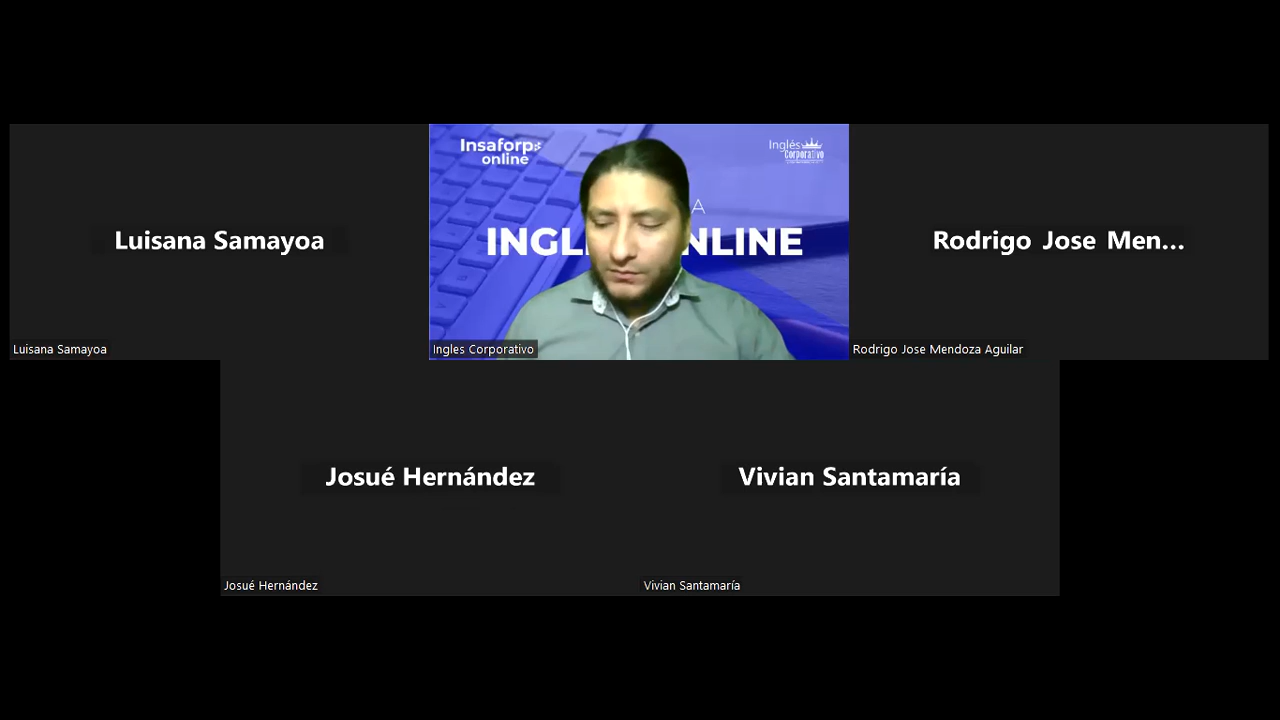 Luisana Samayoa
Luisana Samayoa
Insaforp
online
Inglés
Corporativo
A
INGL NLINE
Ingles Corporativo
Rodrigo Jose Men...
Rodrigo Jose Mendoza Aguilar
Josué Hernández
Josué Hernández
Vivian Santamaría
Vivian Santamaría